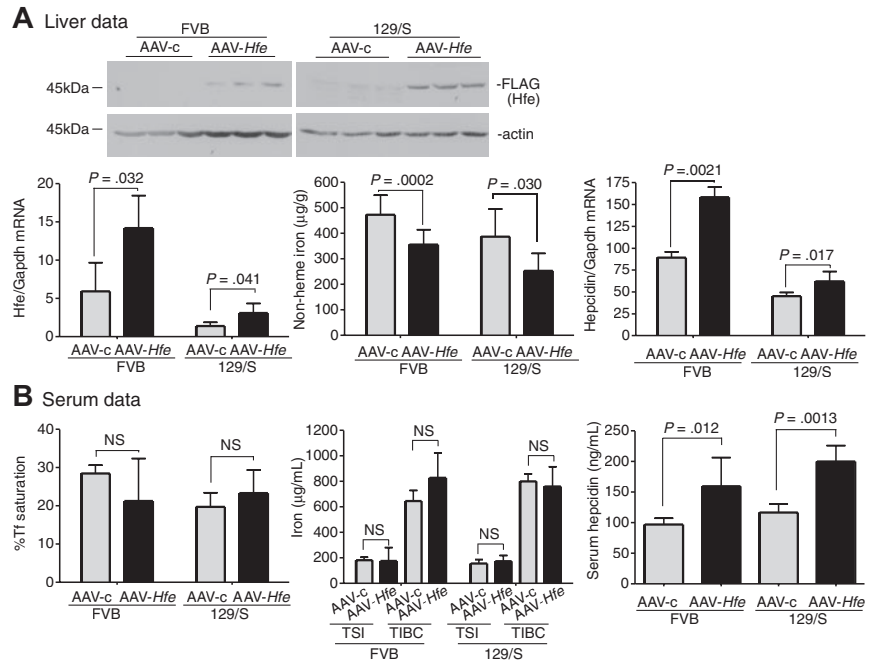 A Liver data
FVB 129/S
AAV-c AAV-Hfe AAV-c AAV-Hfe
45kDa -FLAG
(Hfe)
45kDa -actin
Hfe/Gapdh mRNA
20
15
10
5
0
P = .032
P = .041
AAV-c AAV-Hfe AAV-c AAV-Hfe
FVB 129/S
Non-heme iron (µg/g)
600
500
400
300
200
100
0
P = .0002
P = .030
AAV-c AAV-Hfe AAV-c AAV-Hfe
FVB 129/S
Hepcidin/Gapdh mRNA
175
150
125
100
75
50
25
0
P =.0021
P = .017
AAV-c AAV-Hfe AAV-c AAV-Hfe
FVB 129/S
B Serum data
%Tf saturation
40
30
20
10
0
NS NS
AAV-c AAV-Hfe AAV-c AAV-Hfe
FVB 129/S
Iron (µg/mL)
1200
1000
800
600
400
200
0
NS NS NS NS
AAV-c AAV-Hfe AAV-c AAV-Hfe AAV-c AAV-Hfe AAV-c AAV-Hfe
TSI TIBC TSI TIBC
FVB 129/S
Serum hepcidin (ng/mL)
250
200
150
100
50
0
P = .012
P = .0013
AAV-c AAV-Hfe AAV-c AAV-Hfe
FVB 129/S